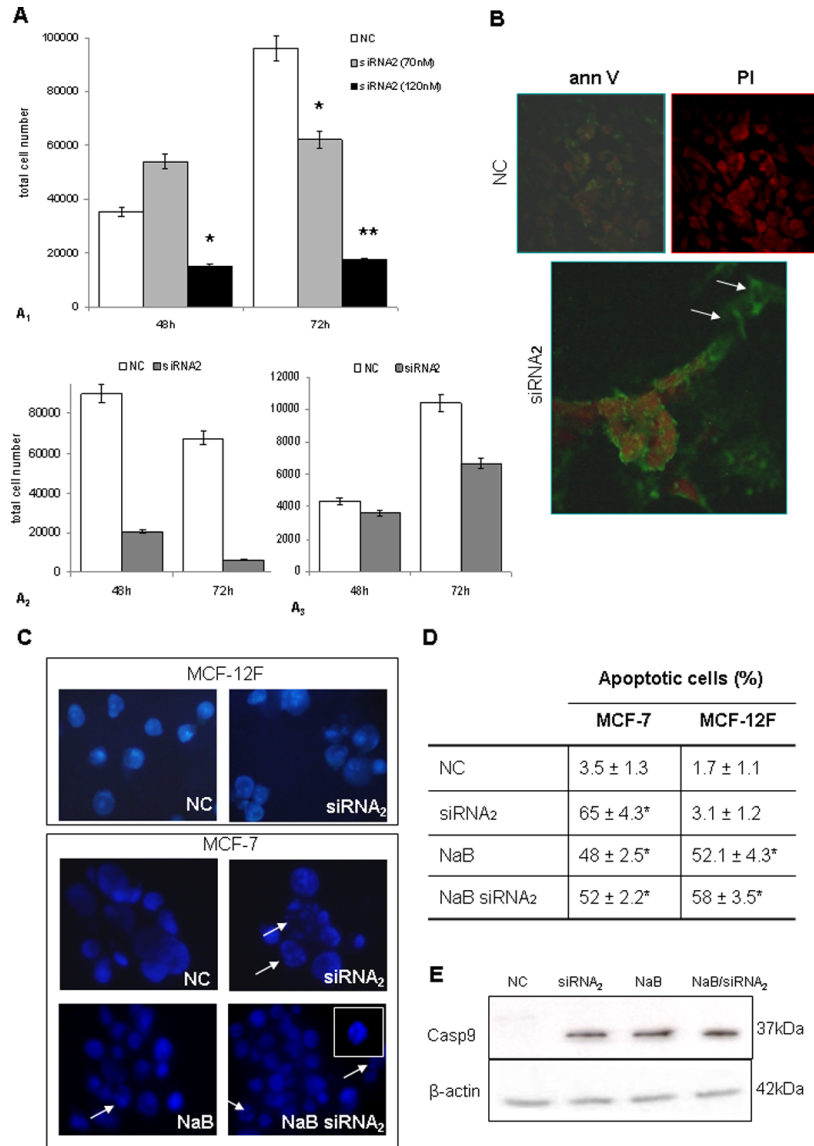 A
total cell number
100000
80000
60000
40000
20000
0
NC
siRNA2 (70nM)
siRNA2 (120nM)
*
*
**
48h
72h
A1
total cell number
80000
60000
40000
20000
0
NC siRNA2
48h
72h
A2
12000
10000
8000
6000
4000
2000
0
NC siRNA2
48h
72h
A3
B
ann V PI
NC
siRNA2
C
MCF-12F
NC
siRNA2
MCF-7
NC
siRNA2
NaB
NaB siRNA2
D
Apoptotic cells (%)
MCF-7 MCF-12F
NC 3.5 ± 1.3 1.7 ± 1.1
siRNA2 65 ± 4.3* 3.1 ± 1.2
NaB 48 ± 2.5* 52.1 ± 4.3*
NaB siRNA2 52 ± 2.2* 58 ± 3.5*
E
NC siRNA2 NaB NaB/siRNA2
Casp9 37kDa
β-actin 42kDa